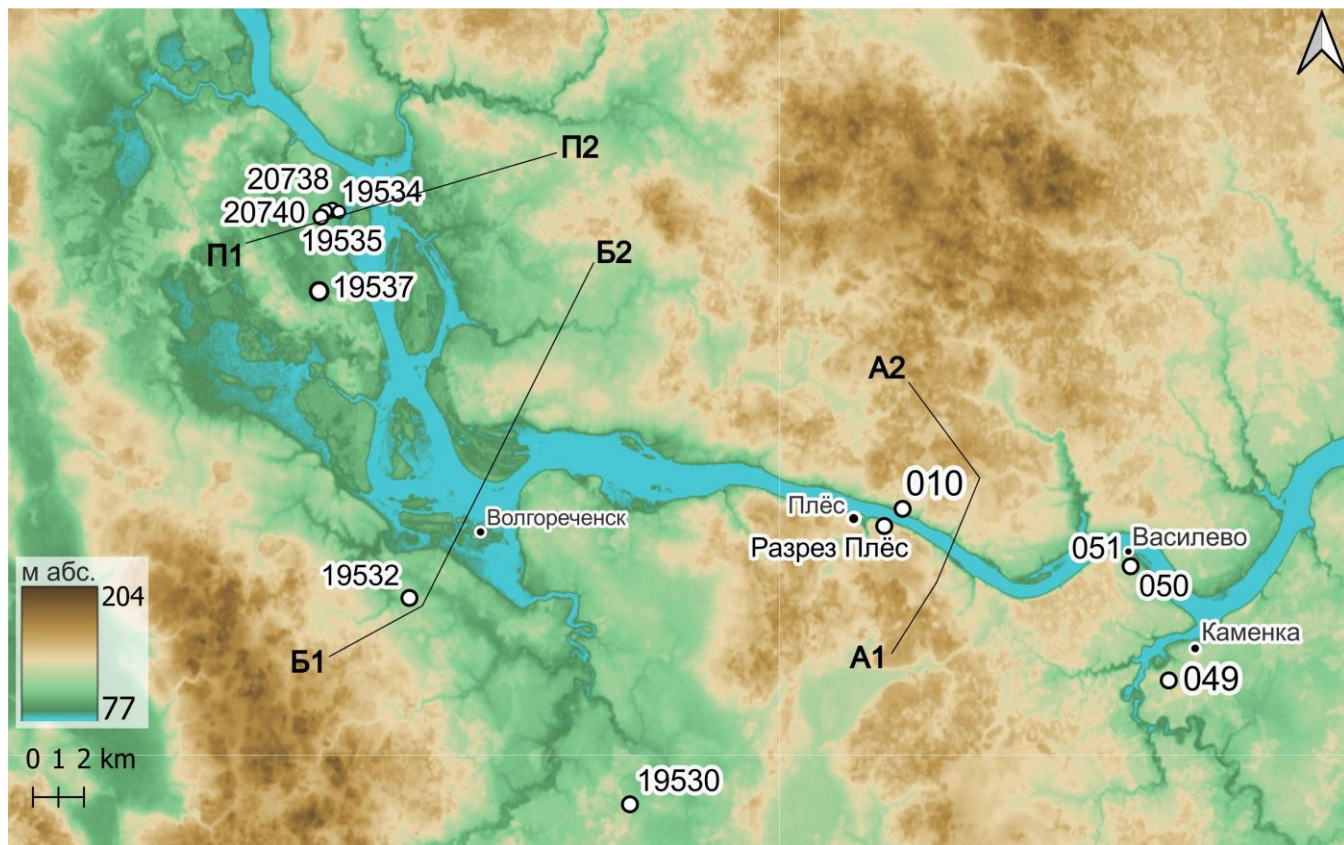 П2
20738
19534
20740
19535
П1
Б2
19537
А2
010
Плёс
Волгореченск
Разрез Плёс
051
Василево
050
м абс.
204
19532
Каменка
Б1
А1
049
77
0 1 2 km
19530